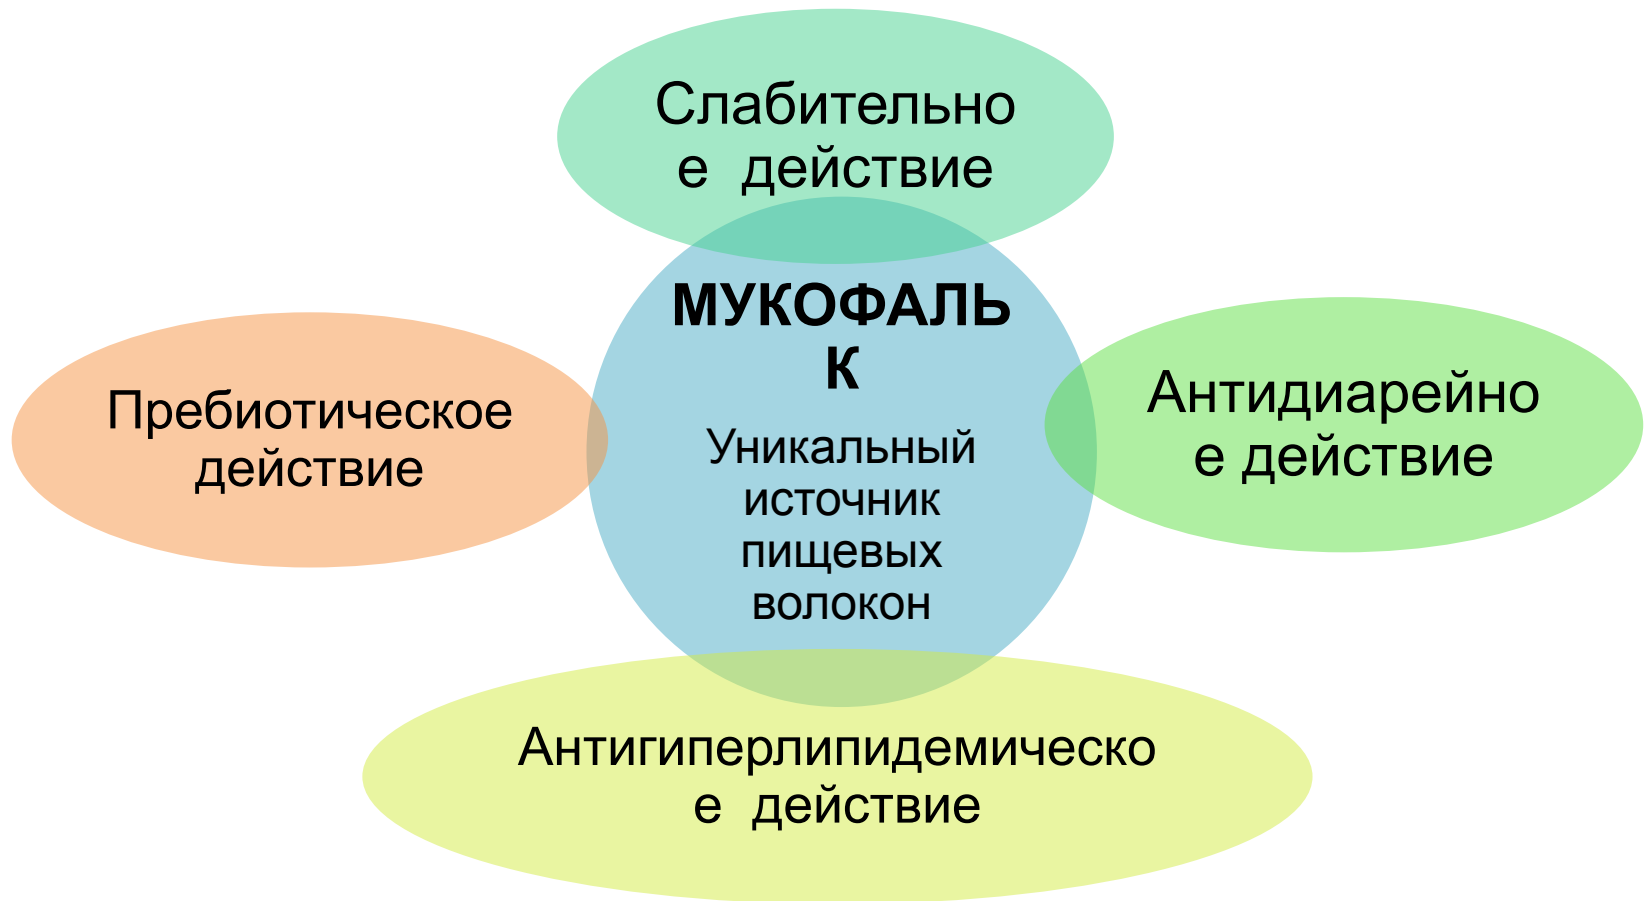 Слабительно
е действие
МУКОФАЛЬ
К
Уникальный
источник
пищевых
волокон
Пребиотическое
действие
Антидиарейно
е действие
Антигиперлипидемическо
е действие